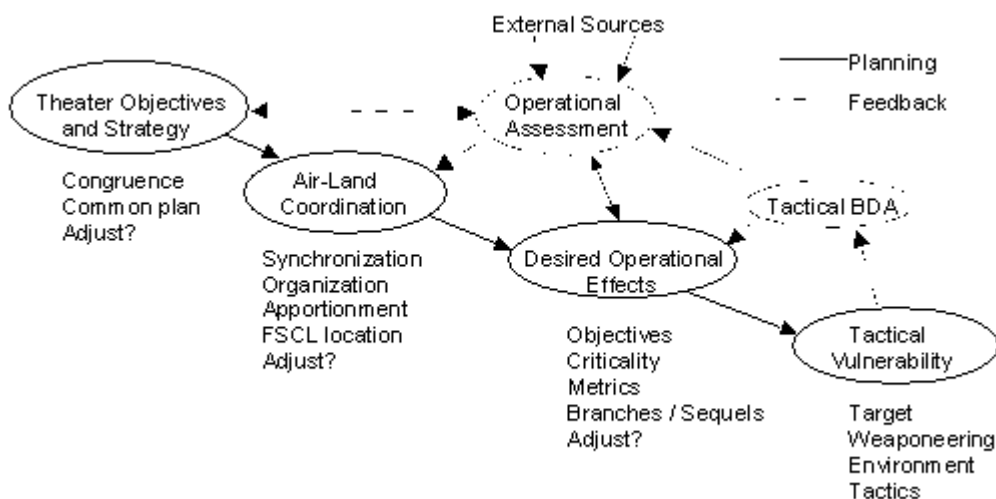 External Sources
Planning
Feedback
Theater Objectives
and Strategy
Operational
Assessment
Congruence
Common plan
Adjust?
Air-Land
Coordination
Tactical BDA
Synchronization
Organization
Apportionment
FSCL location
Adjust?
Desired Operational
Effects
Objectives
Criticality
Metrics
Branches / Sequels
Adjust?
Tactical
Vulnerability
Target
Weaponeering
Environment
Tactics